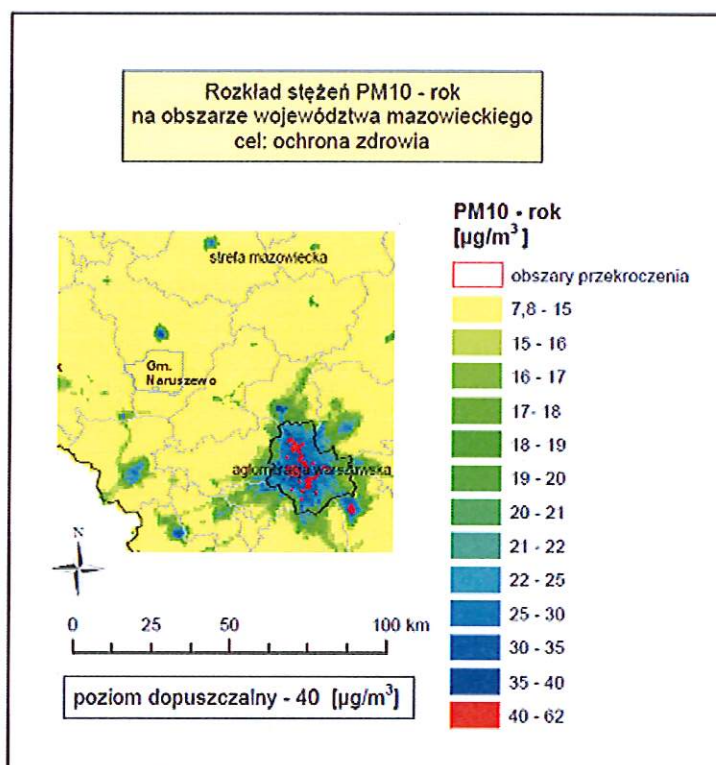 Rozkład stężeń PM10 - rok
na obszarze województwa mazowieckiego
cel: ochrona zdrowia
PM10 - rok
[µg/m³]
obszary przekroczenia
7,8 - 15
15 - 16
16 - 17
17- 18
18 - 19
19 - 20
20 - 21
21 - 22
22 - 25
25 - 30
30 - 35
35 - 40
40 - 62
strefa mazowiecka
Gm.
Naruszewo
aglomeracja warszawska
N
0 25 50 100 km
poziom dopuszczalny - 40 [µg/m³]